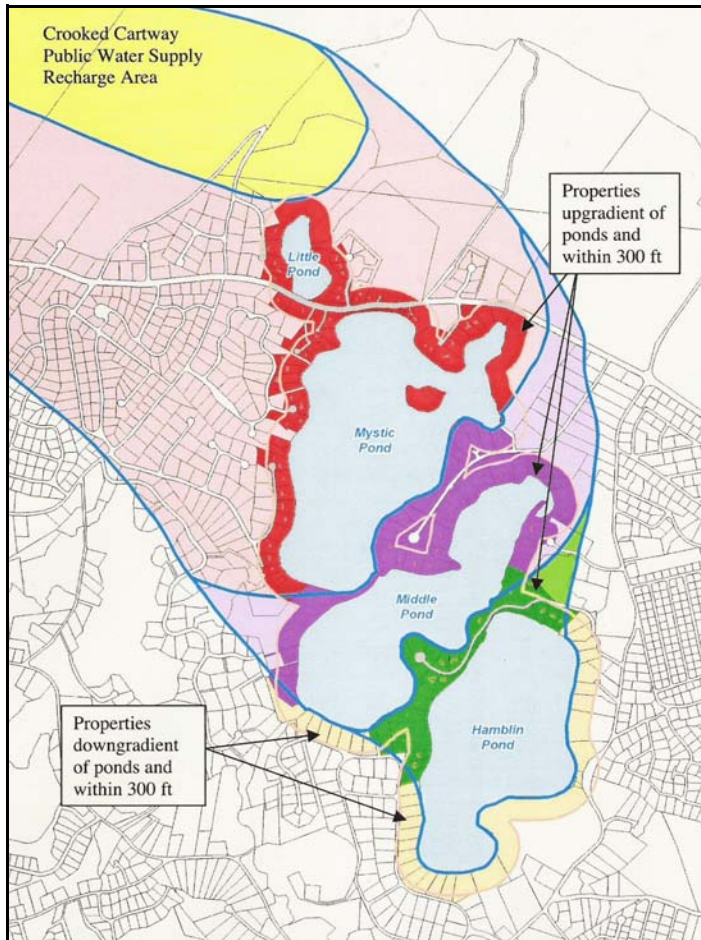 Crooked Cartway
Public Water Supply
Recharge Area
Properties
upgradient of
ponds and
within 300 ft
Little
Pond
Mystic
Pond
Middle
Pond
Hamblin
Pond
Properties
downgradient
of ponds and
within 300 ft